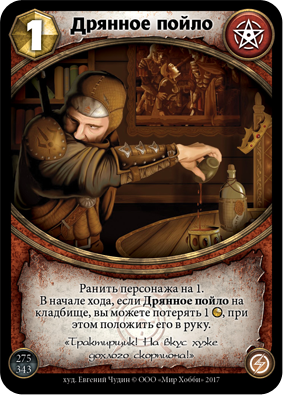 1
Дрянное пойло
Ранить персонажа на 1.
В начале хода, если Дрянное пойло на
кладбище, вы можете потерять 1 , при
этом положить его в руку.
«Трактирщик! На вкус хуже
дохлого скорпиона!»
275
343
худ. Евгений Чудин © ООО «Мир Хобби» 2017